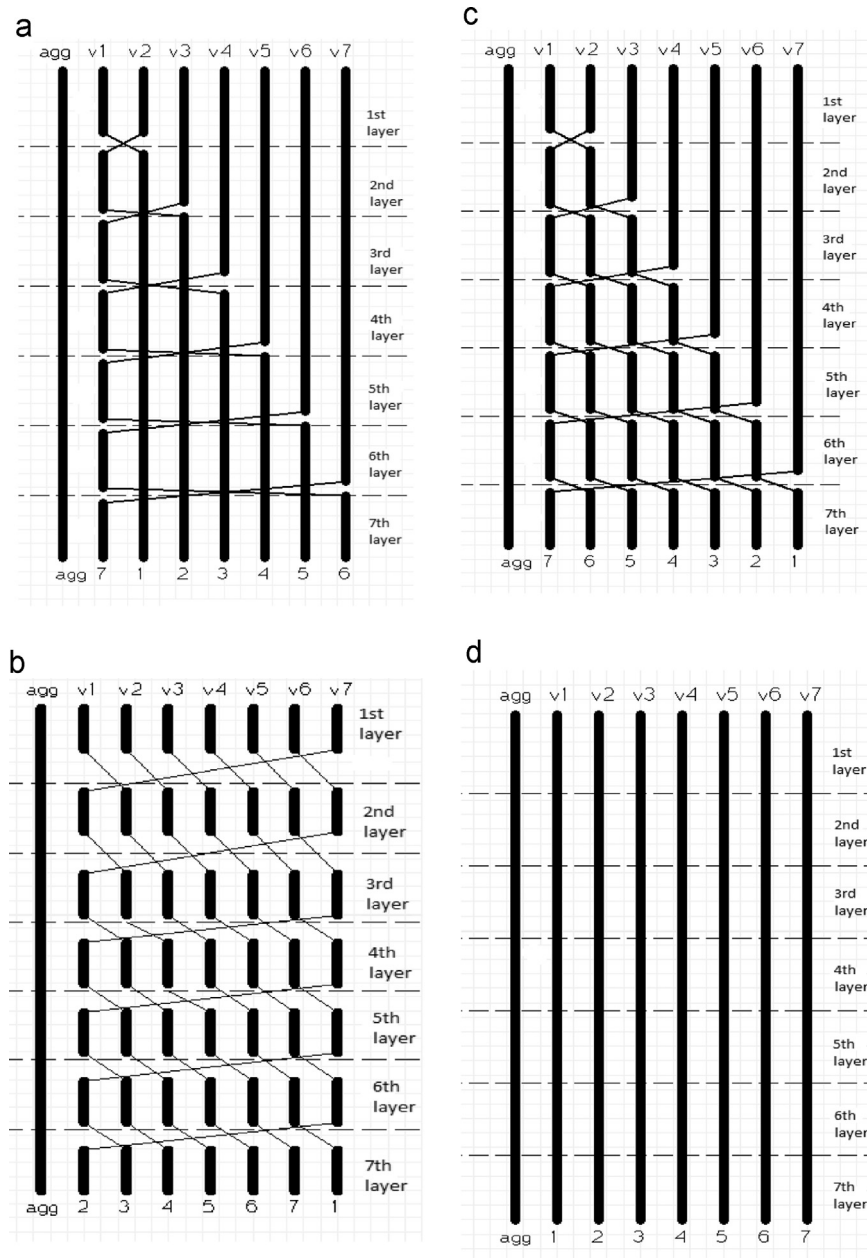 a
agg v1 v2 v3 v4 v5 v6 v7
1st
layer
2nd
layer
3rd
layer
4th
layer
5th
layer
6th
layer
7th
layer
agg 7 1 2 3 4 5 6
c
agg v1 v2 v3 v4 v5 v6 v7
1st
layer
2nd
layer
3rd
layer
4th
layer
5th
layer
6th
layer
7th
layer
agg 7 6 5 4 3 2 1
b
agg v1 v2 v3 v4 v5 v6 v7
1st
layer
2nd
layer
3rd
layer
4th
layer
5th
layer
6th
layer
7th
layer
agg 2 3 4 5 6 7 1
d
agg v1 v2 v3 v4 v5 v6 v7
1st
layer
2nd
layer
3rd
layer
4th
layer
5th
layer
6th
layer
7th
layer
agg 1 2 3 4 5 6 7